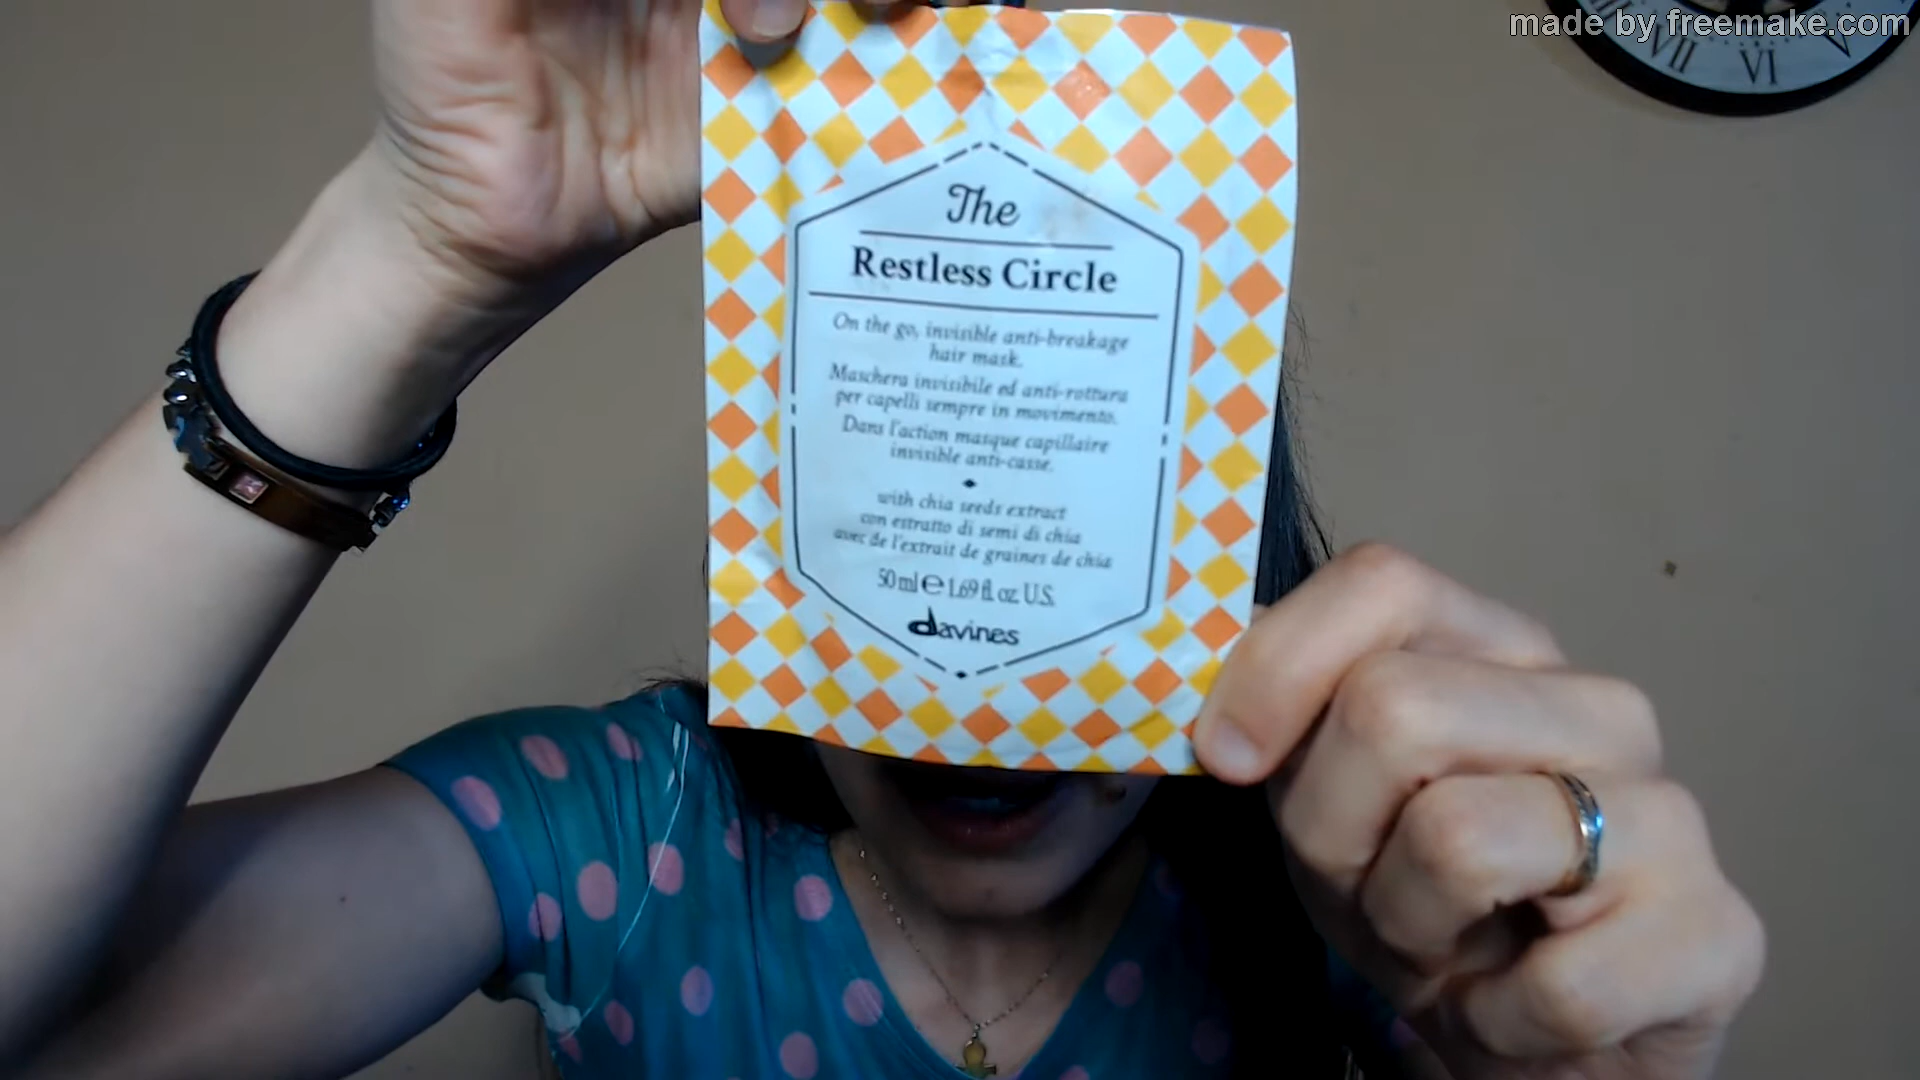 made by freemake.com
VII
VI
The
Restless Circle
On the go, invisible anti-breakage
hair mask.
Maschera invisibile ed anti-rottura
per capelli sempre in movimento.
Dans l'action masque capillaire
invisible anti-casse.
with chia seeds extract
con estratto di semi di chia
avec de l'extrait de graines de chia
50 ml e 1.69 fl. oz. U.S.
davines